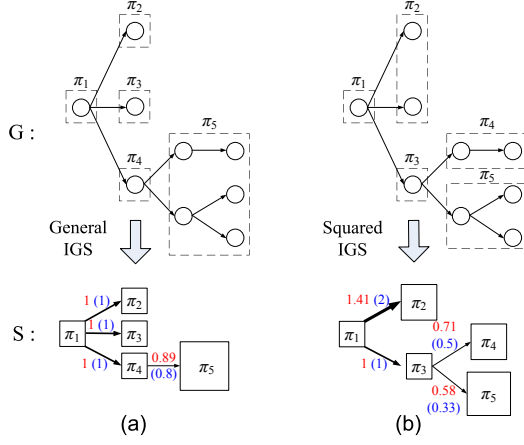 π2
π2
π1
π3
π1
π5
π4
G :
π4
π3
π5
General
IGS
Squared
IGS
1 (1)
π2
1.41 (2)
π2
0.71
S :
π1
1 (1)
π3
π1
(0.5)
π4
1 (1)
π4
0.89
(0.8)
π5
1 (1)
π3
0.58
(0.33)
π5
(a)
(b)